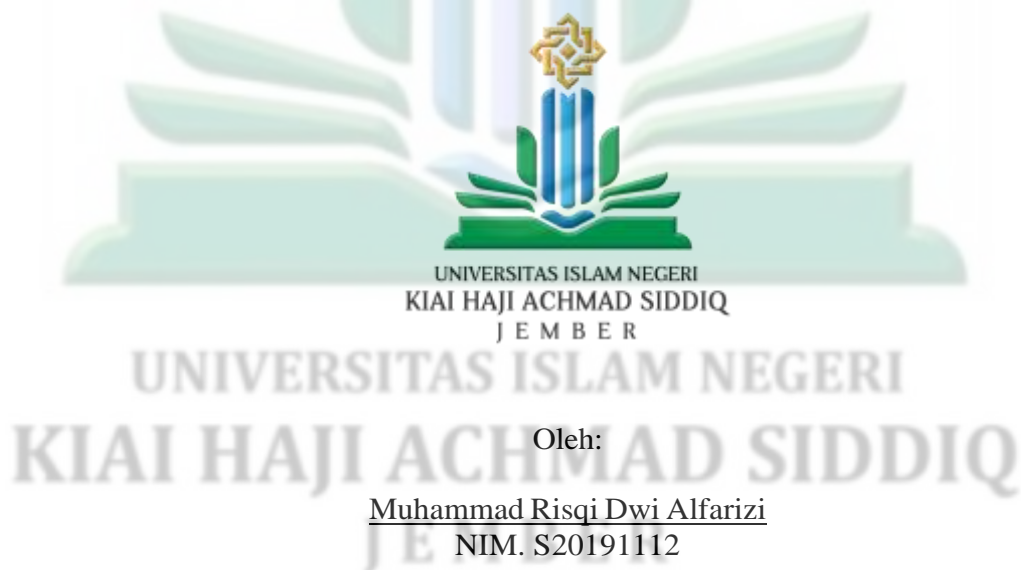 UNIVERSITAS ISLAM NEGERI
KIAI HAJI ACHMAD SIDDIQ
JEMBER
UNIVERSITAS ISLAM NEGERI
KIAI HAJI ACHMAD SIDDIQ
JEMBER
Oleh:
Muhammad Risqi Dwi Alfarizi
NIM. S20191112